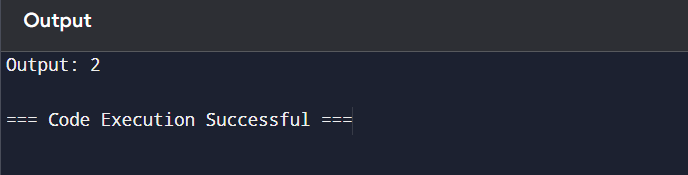 Output
Output: 2
=== Code Execution Successful ===